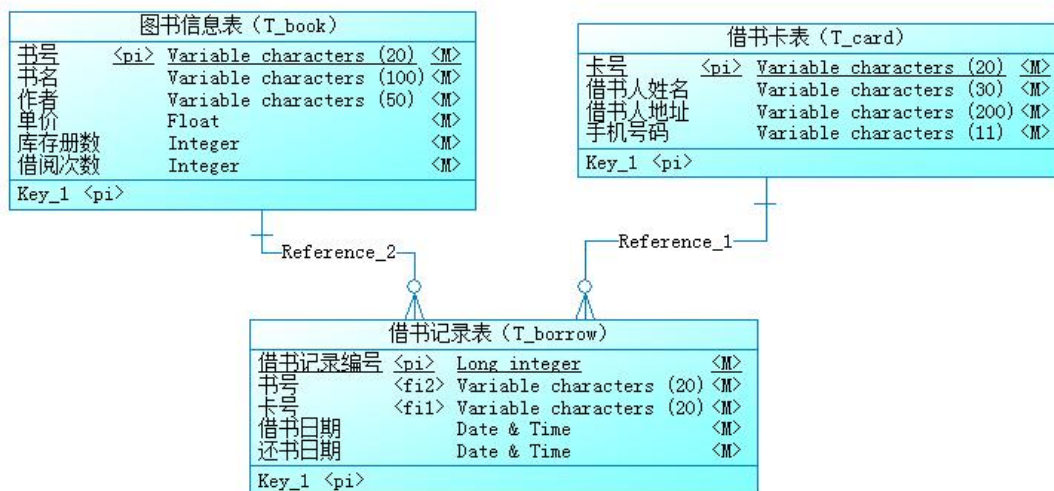 图书信息表（T_book）
书号 <pi> Variable characters (20) <M>
书名 Variable characters (100) <M>
作者 Variable characters (50) <M>
单价 Float <M>
库存册数 Integer <M>
借阅次数 Integer <M>
Key_1 <pi>
借书卡表（T_card）
卡号 <pi> Variable characters (20) <M>
借书人姓名 Variable characters (30) <M>
借书人地址 Variable characters (200) <M>
手机号码 Variable characters (11) <M>
Key_1 <pi>
Reference_2
Reference_1
借书记录表（T_borrow）
借书记录编号 <pi> Long integer <M>
书号 <fi2> Variable characters (20) <M>
卡号 <fi1> Variable characters (20) <M>
借书日期 Date & Time <M>
还书日期 Date & Time <M>
Key_1 <pi>